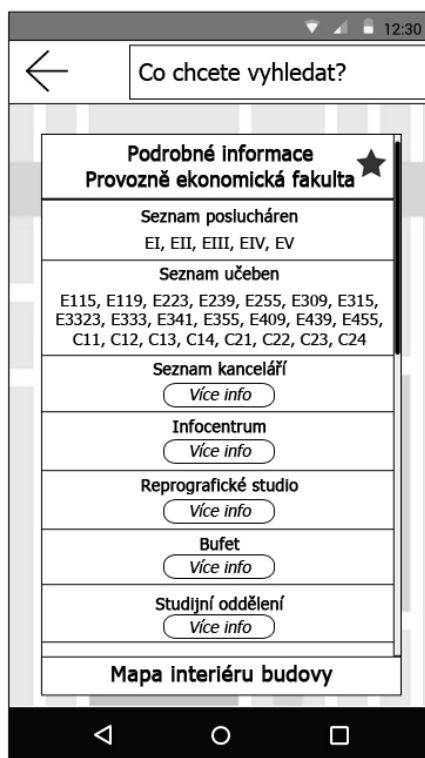 12:30
Co chcete vyhledat?
Podrobné informace
Provozně ekonomická fakulta
Seznam poslucháren
EI, EII, EIII, EIV, EV
Seznam učeben
E115, E119, E223, E239, E255, E309, E315,
E3323, E333, E341, E355, E409, E439, E455,
C11, C12, C13, C14, C21, C22, C23, C24
Seznam kanceláří
Více info
Infocentrum
Více info
Reprografické studio
Více info
Bufet
Více info
Studijní oddělení
Více info
Mapa interiéru budovy